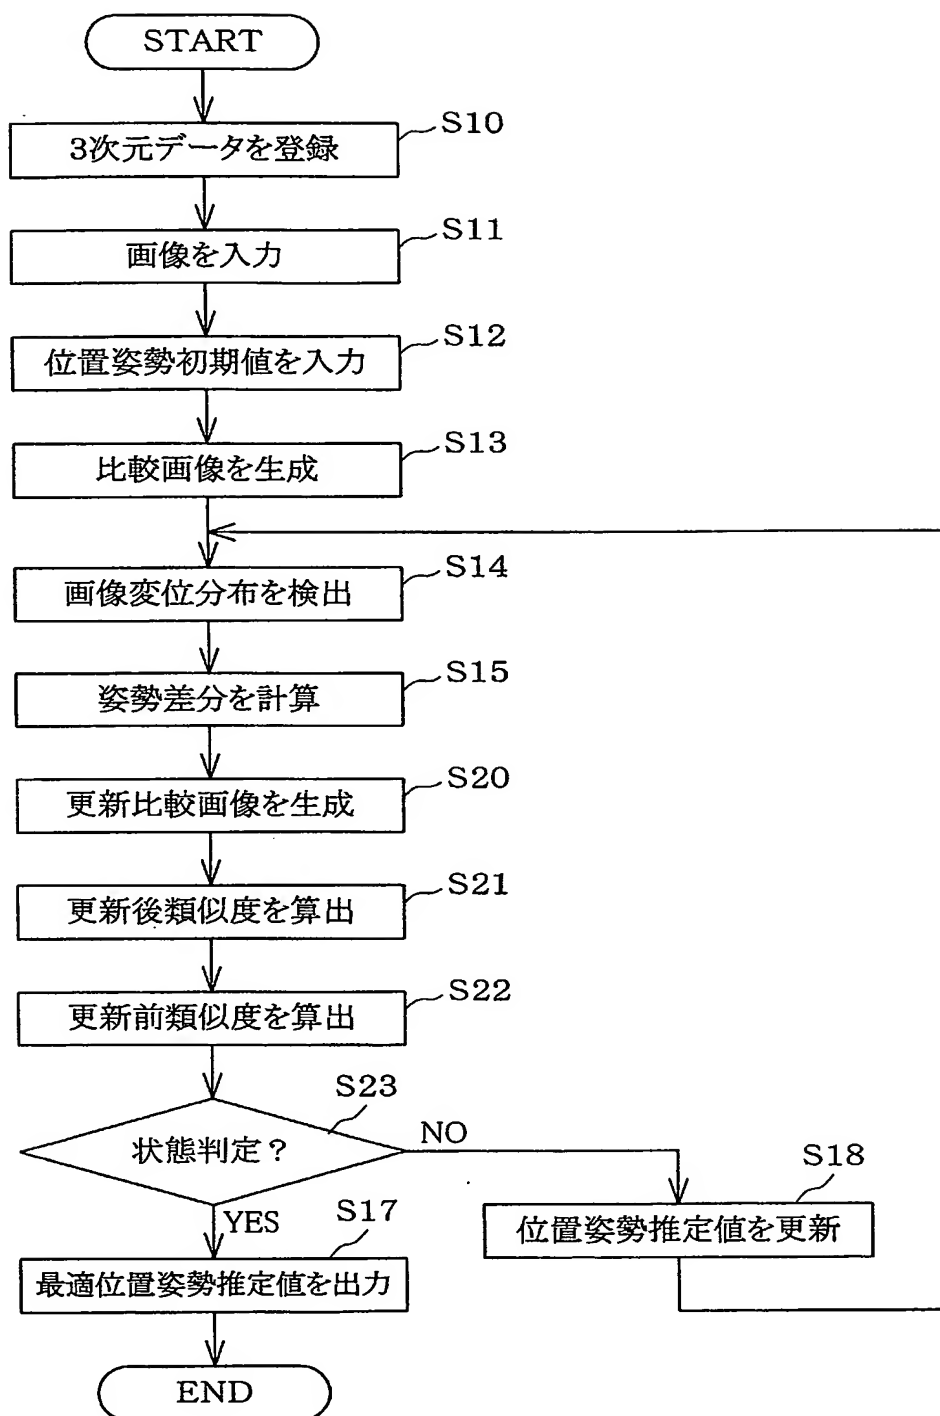 START
S10
3次元データを登録
S11
画像を入力
S12
位置姿勢初期値を入力
S13
比較画像を生成
S14
画像変位分布を検出
S15
姿勢差分を計算
S20
更新比較画像を生成
S21
更新後類似度を算出
S22
更新前類似度を算出
S23
状態判定?
NO
S18
位置姿勢推定値を更新
YES
S17
最適位置姿勢推定値を出力
END